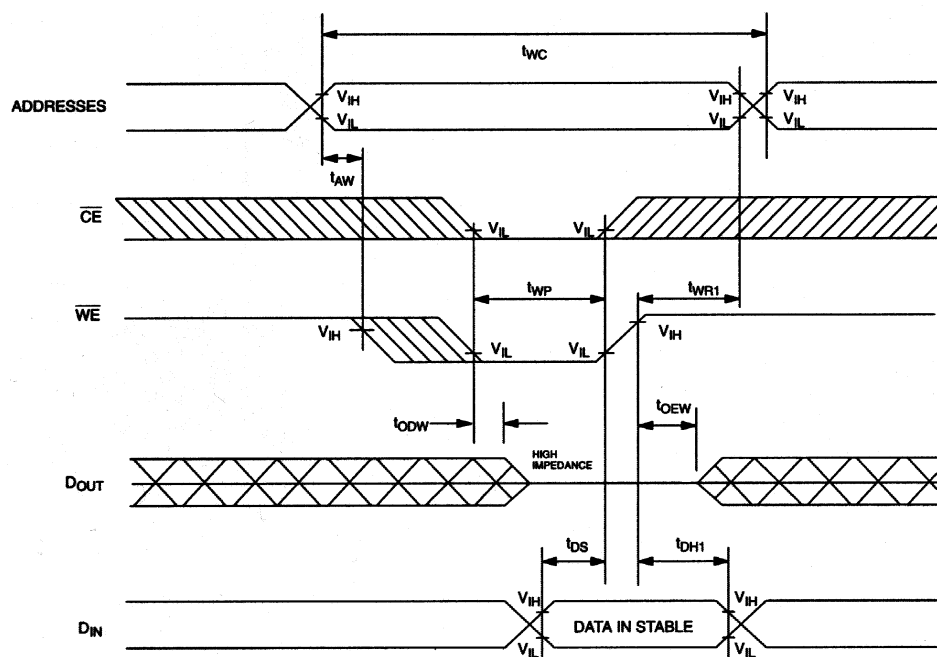 tWC
ADDRESSES
VIH
VIL
VIH
VIL
VIH
VIL
tAW
CE
VIL
VIL
tWP
tWR1
WE
VIH
VIL
VIL
VIH
tODW
tOEW
HIGH
IMPEDANCE
DOUT
tDS
tDH1
DIN
VIH
VIL
DATA IN STABLE
VIH
VIL